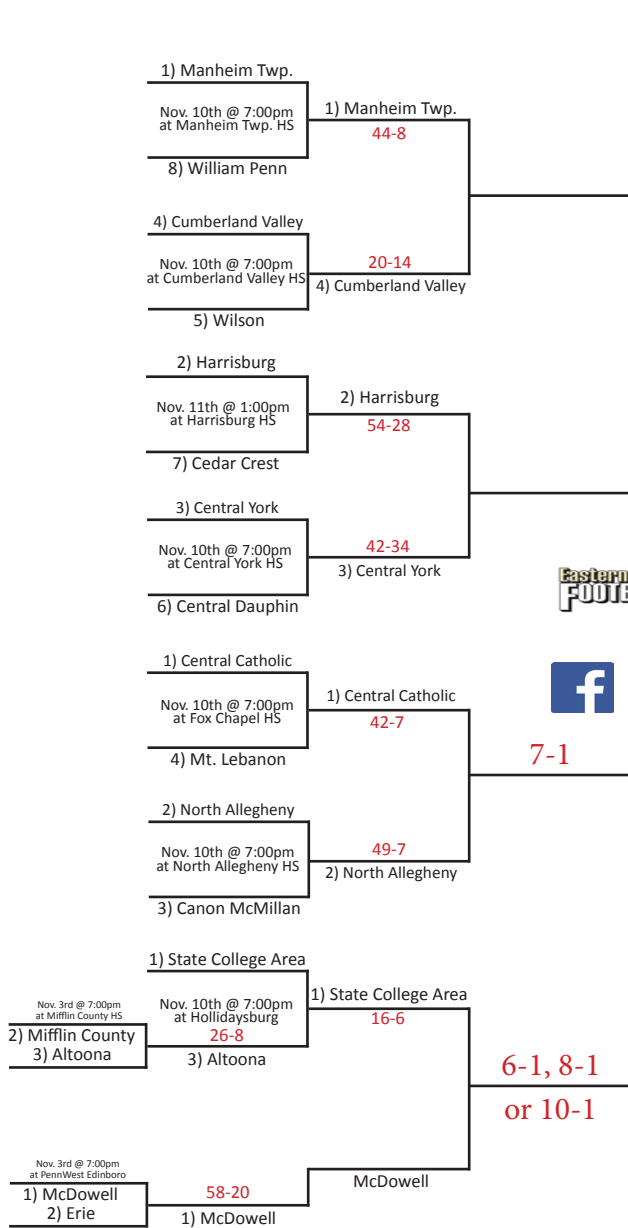 1) Manheim Twp.
Nov. 10th @ 7:00pm
at Manheim Twp. HS
8) William Penn
1) Manheim Twp.
44-8
4) Cumberland Valley
Nov. 10th @ 7:00pm
at Cumberland Valley HS
5) Wilson
20-14
4) Cumberland Valley
2) Harrisburg
Nov. 11th @ 1:00pm
at Harrisburg HS
7) Cedar Crest
2) Harrisburg
54-28
3) Central York
Nov. 10th @ 7:00pm
at Central York HS
6) Central Dauphin
42-34
3) Central York
Eastern
FOOTB
f
1) Central Catholic
Nov. 10th @ 7:00pm
at Fox Chapel HS
4) Mt. Lebanon
1) Central Catholic
42-7
7-1
2) North Allegheny
Nov. 10th @ 7:00pm
at North Allegheny HS
3) Canon McMillan
49-7
2) North Allegheny
1) State College Area
Nov. 10th @ 7:00pm
at Hollidaysburg
26-8
3) Altoona
Nov. 3rd @ 7:00pm
at Mifflin County HS
2) Mifflin County
3) Altoona
1) State College Area
16-6
6-1, 8-1
or 10-1
Nov. 3rd @ 7:00pm
at PennWest Edinboro
1) McDowell
2) Erie
58-20
1) McDowell
McDowell